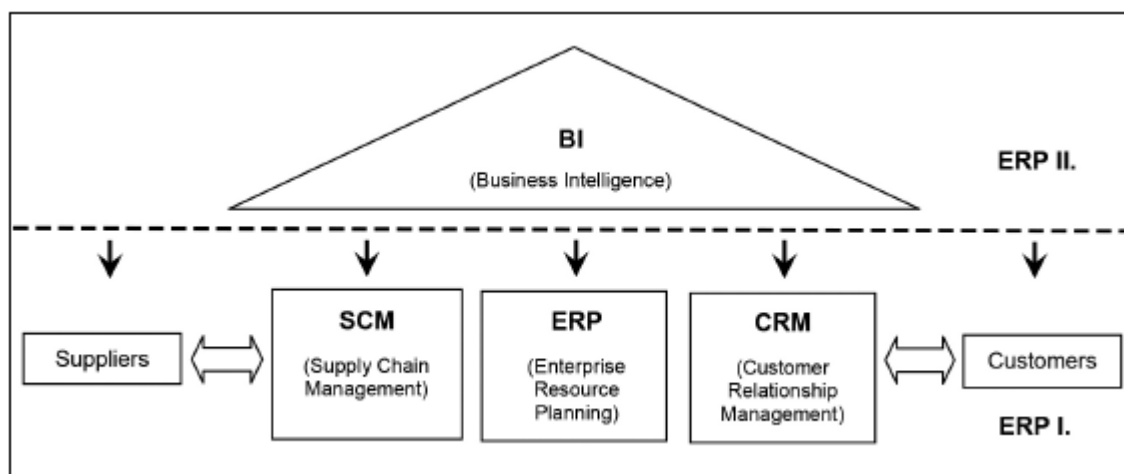 BI
(Business Intelligence)
ERP II.
SCM
(Supply Chain
Management)
ERP
(Enterprise
Resource
Planning)
CRM
(Customer
Relationship
Management)
Suppliers
Customers
ERP I.